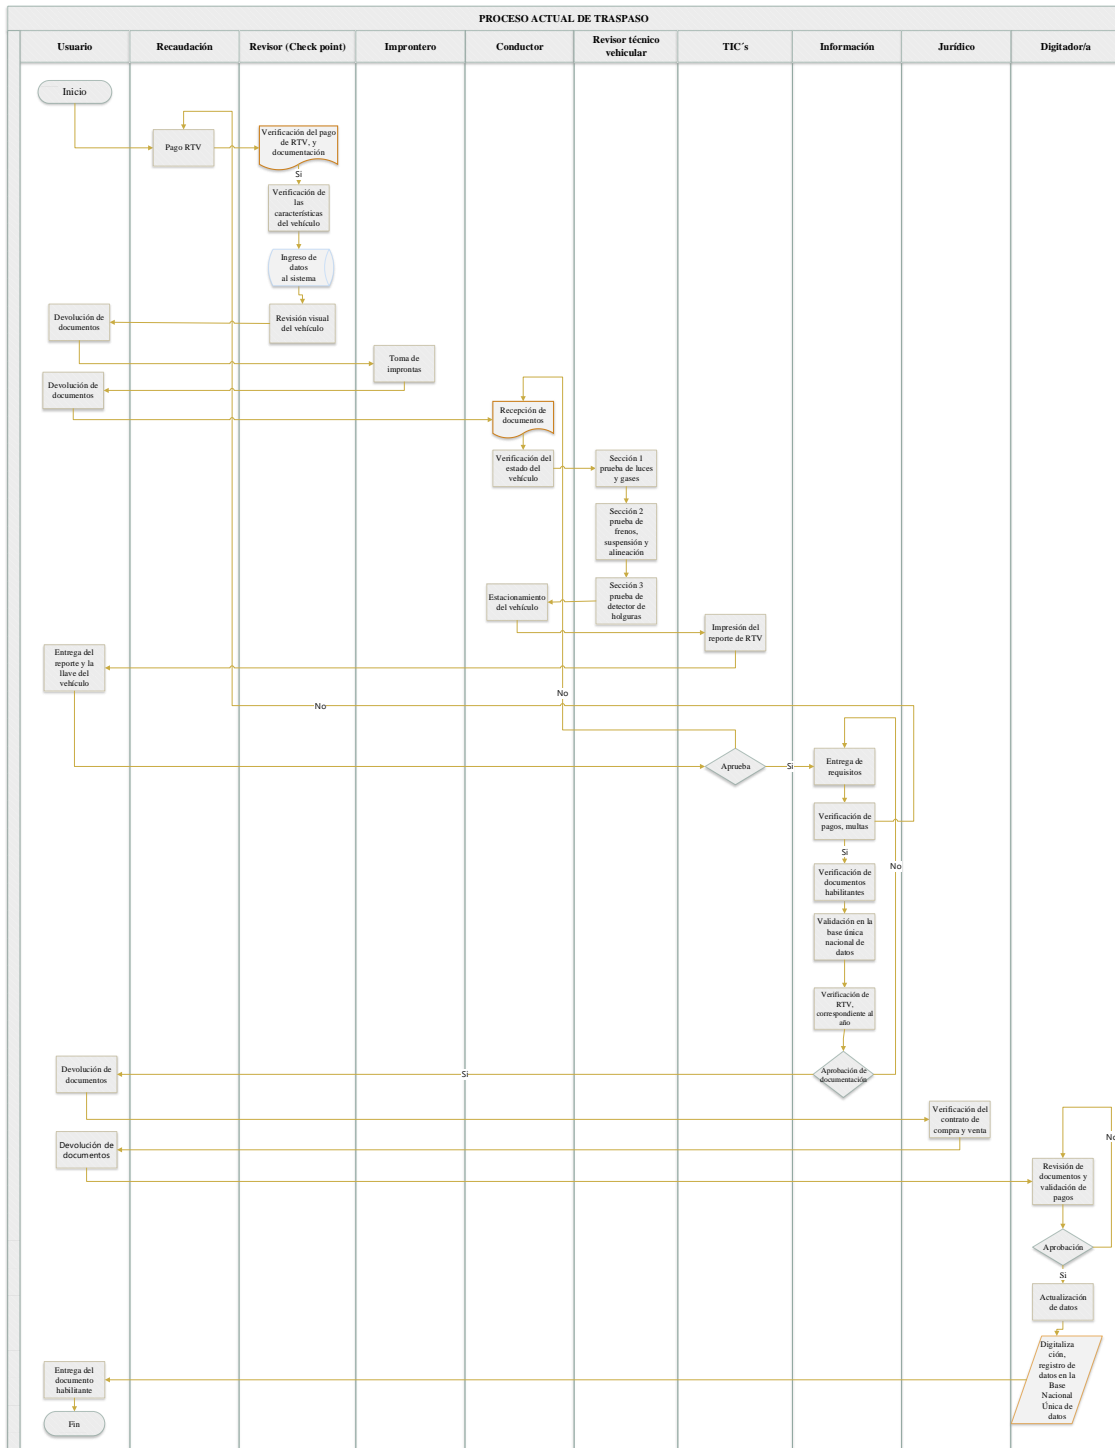 PROCESO ACTUAL DE TRASPASO
Usuario
Recaudación
Revisor (Check point)
Improntero
Conductor
Revisor técnico
vehicular
TIC´s
Información
Jurídico
Digitador/a
Inicio
Pago RTV
Verificación del pago
de RTV, y
documentación
Si
Verificación de
las
características
del vehículo
Ingreso de
datos
al sistema
Revisión visual
del vehículo
Devolución de
documentos
Toma de
improntas
Devolución de
documentos
Recepción de
documentos
Verificación del
estado del
vehículo
Sección 1
prueba de luces
y gases
Sección 2
prueba de
frenos,
suspensión y
alineación
Sección 3
prueba de
detector de
holguras
Estacionamiento
del vehículo
Impresión del
reporte de RTV
Entrega del
reporte y la
llave del
vehículo
No
No
Aprueba
Si
Entrega de
requisitos
Verificación de
pagos, multas
Si
No
Verificación de
documentos
habilitantes
Validación en la
base única
nacional de
datos
Verificación de
RTV,
correspondiente al
año
Aprobación de
documentación
Si
Devolución de
documentos
Verificación del
contrato de
compra y venta
Devolución de
documentos
No
Revisión de
documentos y
validación de
pagos
Aprobación
Si
Actualización
de datos
Digitaliza
ción,
registro de
datos en la
Base
Nacional
Única de
datos
Entrega del
documento
habilitante
Fin